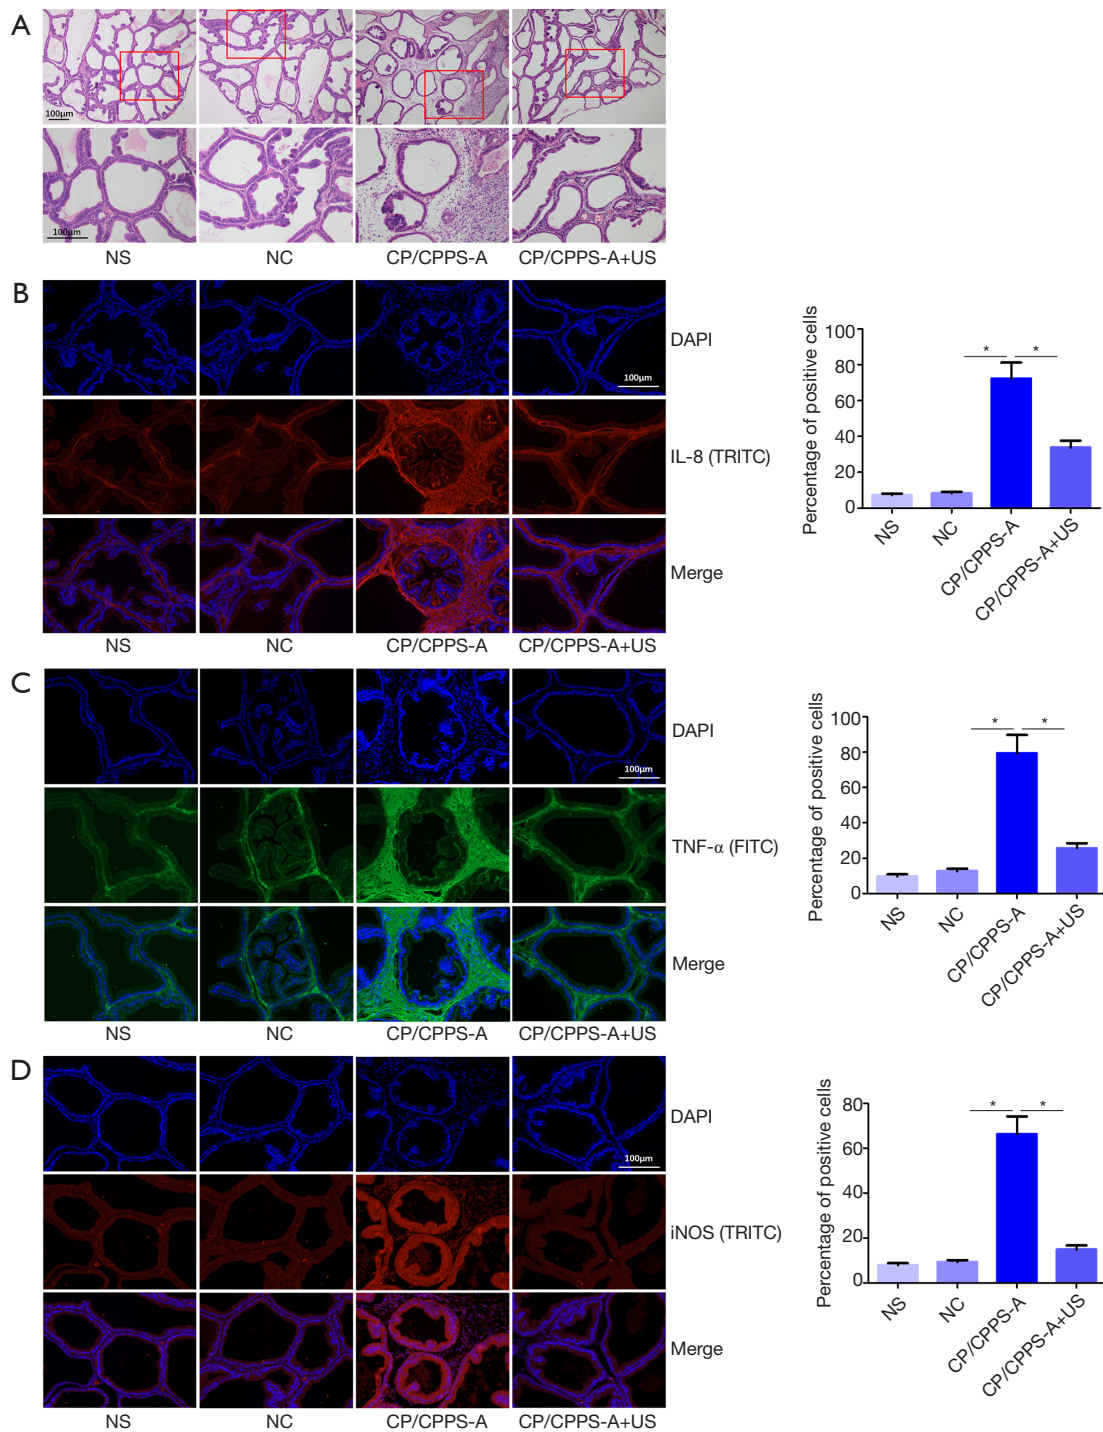 A
100μm
100μm
NS NC CP/CPPS-A CP/CPPS-A+US
B
DAPI
100μm
IL-8 (TRITC)
Merge
NS NC CP/CPPS-A CP/CPPS-A+US
Percentage of positive cells
100
80
60
40
20
0
* *
NS NC CP/CPPS-A CP/CPPS-A+US
C
DAPI
100μm
TNF-α (FITC)
Merge
NS NC CP/CPPS-A CP/CPPS-A+US
Percentage of positive cells
100
80
60
40
20
0
* *
NS NC CP/CPPS-A CP/CPPS-A+US
D
DAPI
100μm
iNOS (TRITC)
Merge
NS NC CP/CPPS-A CP/CPPS-A+US
Percentage of positive cells
80
60
40
20
0
* *
NS NC CP/CPPS-A CP/CPPS-A+US